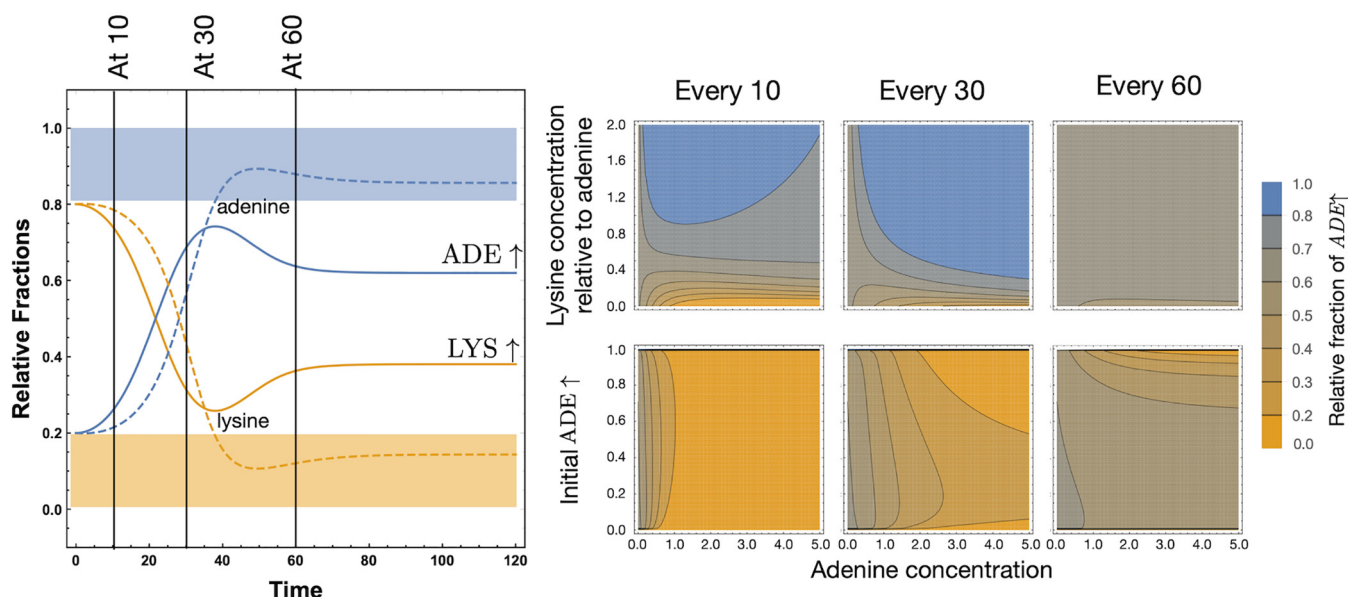 At 10
At 30
At 60
Relative Fractions
1.0
0.8
0.6
0.4
0.2
0.0
adenine
ADE ↑
LYS ↑
lysine
0
20
40
60
80
100
120
Time
Every 10
Every 30
Every 60
Lysine concentration
relative to adenine
2.0
1.6
1.2
0.8
0.4
0.0
Initial ADE ↑
1.0
0.8
0.6
0.4
0.2
0.0
0.0 1.0 2.0 3.0 4.0 5.0
0.0 1.0 2.0 3.0 4.0 5.0
0.0 1.0 2.0 3.0 4.0 5.0
Adenine concentration
1.0
0.8
0.7
0.6
0.5
0.4
0.3
0.2
0.0
Relative fraction of ADE↑